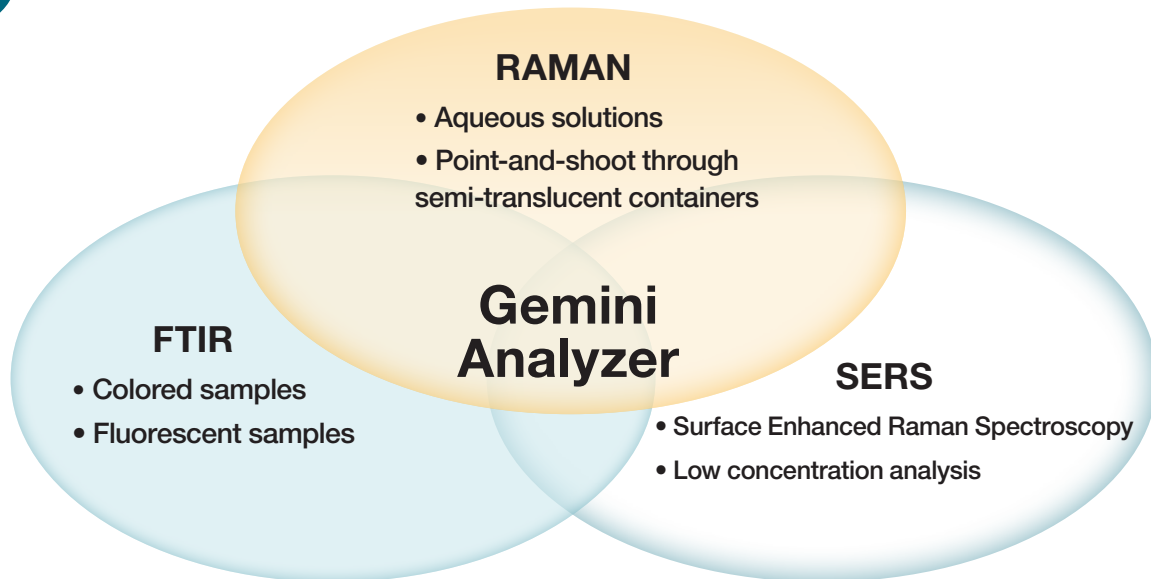 RAMAN
• Aqueous solutions
• Point-and-shoot through
semi-translucent containers
Gemini
Analyzer
FTIR
• Colored samples
• Fluorescent samples
SERS
• Surface Enhanced Raman Spectroscopy
• Low concentration analysis